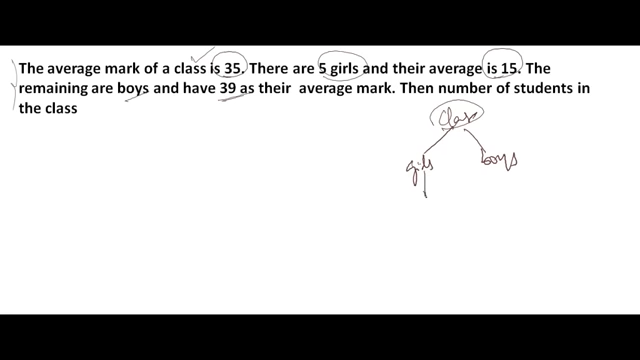 The average mark of a class is 35. There are 5 girls and their average is 15. The
remaining are boys and have 39 as their average mark. Then number of students in
the class
Class
girls
boys